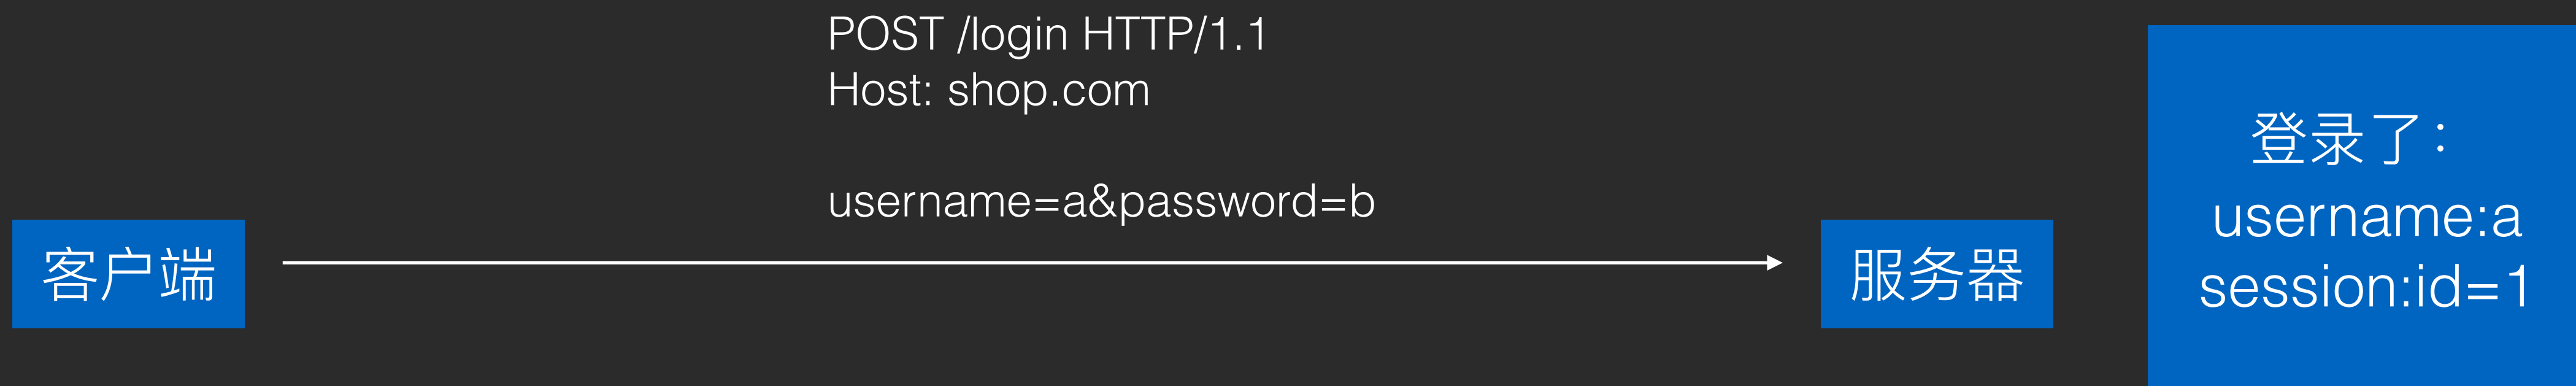 POST /login HTTP/1.1
Host: shop.com
username=a&password=b
客户端
服务器
登录了：
username:a
session:id=1